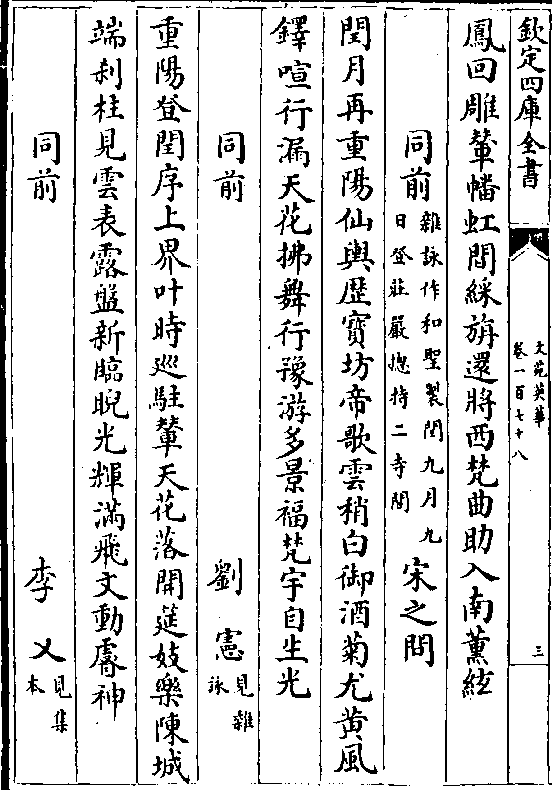 欽定四庫全書
文苑英華
卷一百七十八
三
鳳回雕輦幡虹間綵旃還將西梵曲助入南薰絃
同前 雜詠作和聖製閏九月九日登莊嚴揔持二寺閣 宋之問
閏月再重陽仙輿歴寶坊帝歌雲稍白御酒菊尤黄風
鐸喧行漏天花拂舞行豫游多景福梵宇自生光
同前 劉憲 見雜詠
重陽登閏序上界叶時巡駐輦天花落開筵妓樂陳城
端刹柱見雲表露盤新臨睨光輝滿飛文動睿神
同前 李乂 見集本